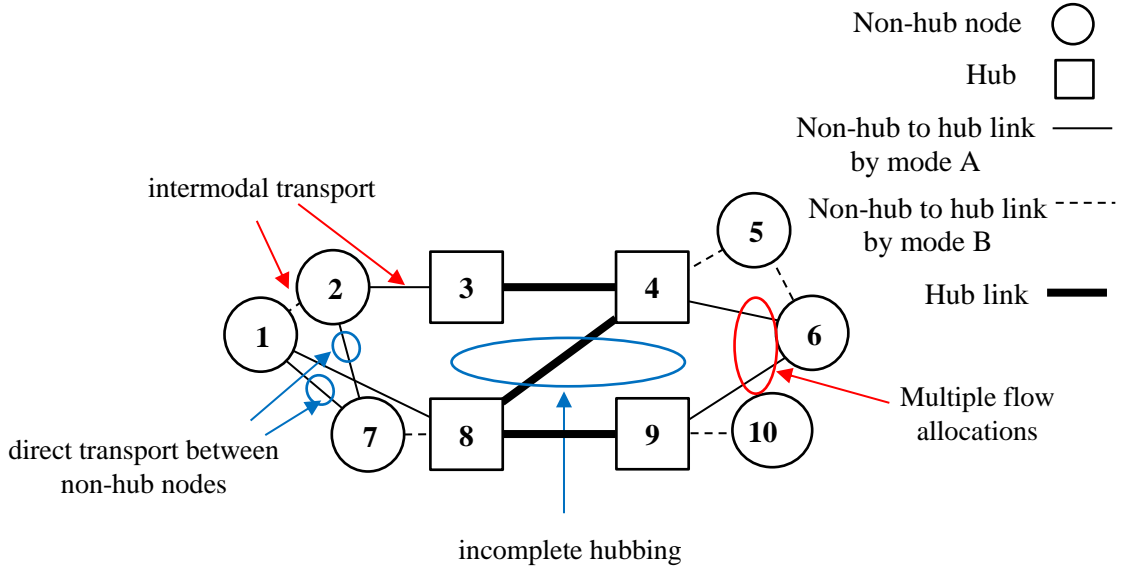 Non-hub node
Hub
Non-hub to hub link
by mode A
intermodal transport
Non-hub to hub link
by mode B
5
2
3
4
Hub link
1
6
7
8
9
10
Multiple flow
allocations
direct transport between
non-hub nodes
incomplete hubbing